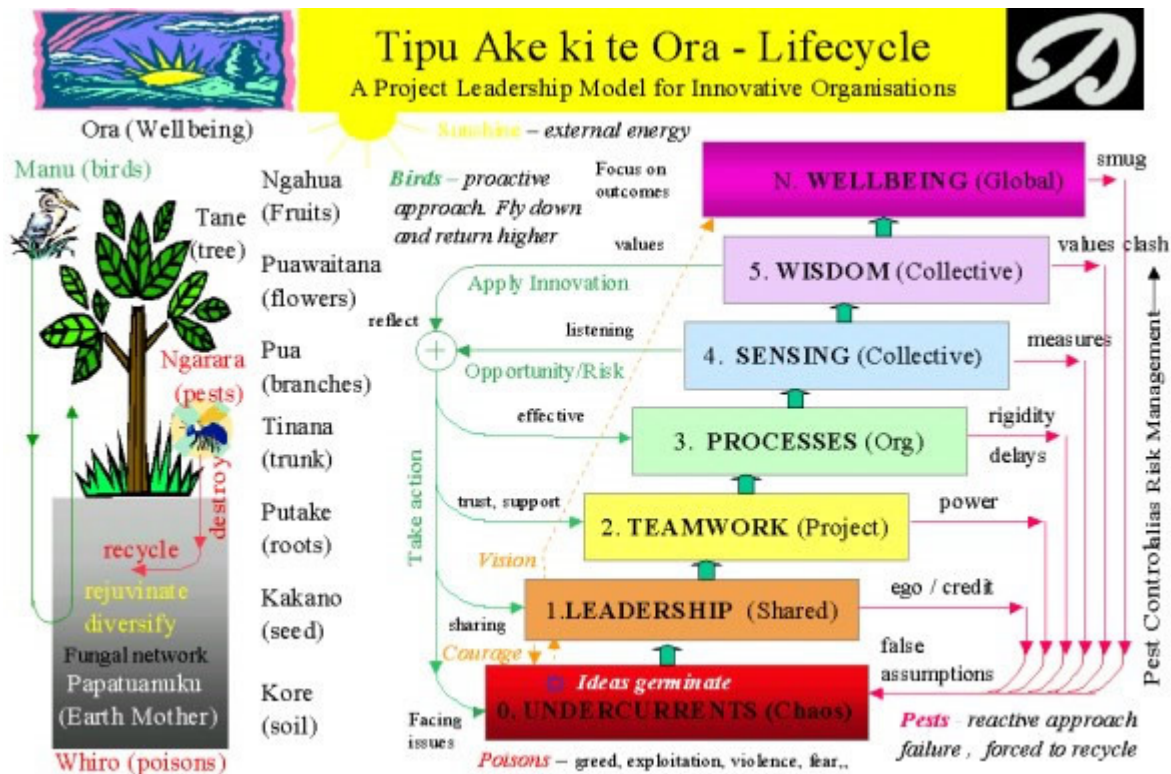 Tipu Ake ki te Ora - Lifecycle
A Project Leadership Model for Innovative Organisations
Ora (Wellbeing)
Sunshine – external energy
Manu (birds)
Tane
(tree)
Ngarara
(pests)
destroy
recycle
rejuvinate
diversify
Fungal network
Papatuanuku
(Earth Mother)
Whiro (poisons)
Ngahua
(Fruits)
Puawaitana
(flowers)
Pua
(branches)
Tinana
(trunk)
Putake
(roots)
Kakano
(seed)
Kore
(soil)
Birds – proactive
approach. Fly down
and return higher
Focus on
outcomes
values
Apply Innovation
reflect
listening
Opportunity/Risk
effective
trust, support
Take action
Vision
sharing
Courage
Facing
issues
N. WELLBEING (Global)
5. WISDOM (Collective)
4. SENSING (Collective)
3. PROCESSES (Org)
2. TEAMWORK (Project)
1.LEADERSHIP (Shared)
Ideas germinate
0. UNDERCURRENTS (Chaos)
smug
values clash
measures
rigidity
delays
power
ego / credit
false
assumptions
Pest Control alias Risk Management
Pests - reactive approach
failure , forced to recycle
Poisons – greed, exploitation, violence, fear,,